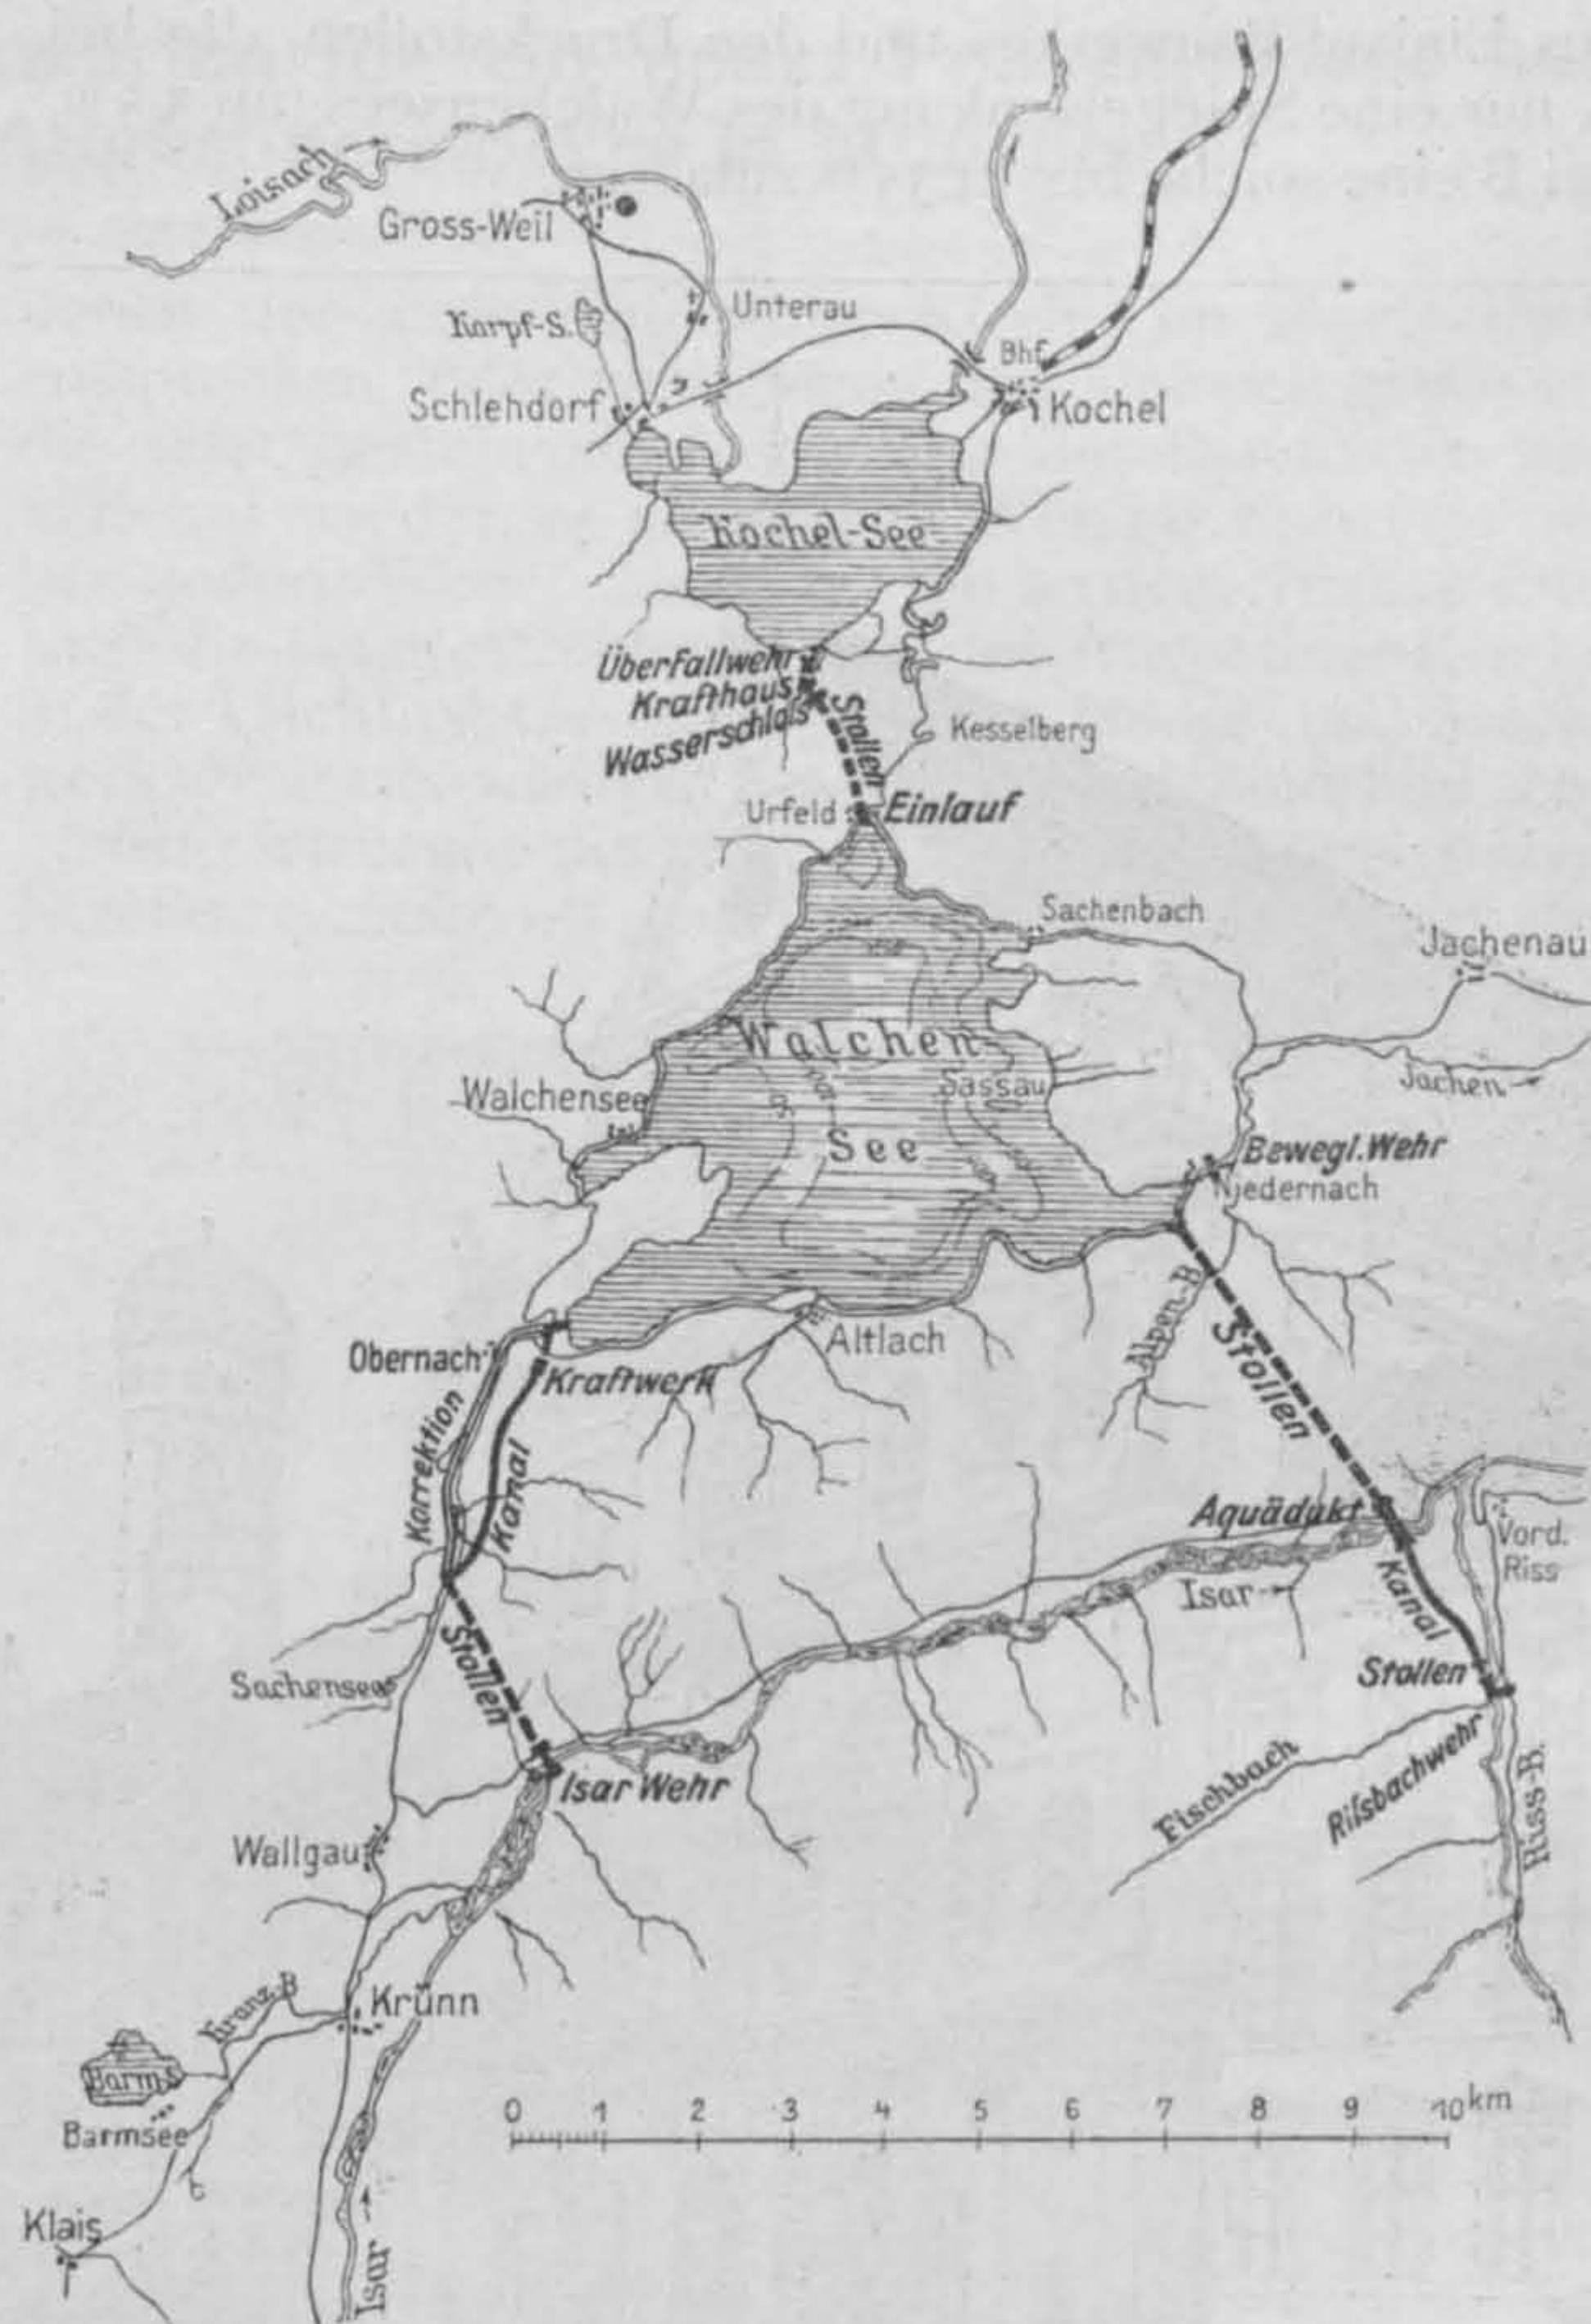 Loisach
Gross-Weil
Karpf-S.
Unterau
Bhf.
Schlehdorf
Kochel
Kochel-See
Überfallwehr
Krafthaus
Wasserschloss
Stollen
Kesselberg
Urfeld
Einlauf
Sachenbach
Jachenau
Walchen-
Sassau
Jachen
Walchensee
See
Bewegl. Wehr
Niedernach
Alpen-B
Stollen
Altlach
Obernach
Kraftwerk
Korrektion
Kanal
Aquädukt
Vord.
Riss
Isar
Kanal
Stollen
Sachensee
Stollen
Isar Wehr
Fischbach
Rißbachwehr
Riss-B.
Wallgau
Kranz-B
Krünn
Barm-S
Barmsee
0 1 2 3 4 5 6 7 8 9 10 km
Klais
Isar